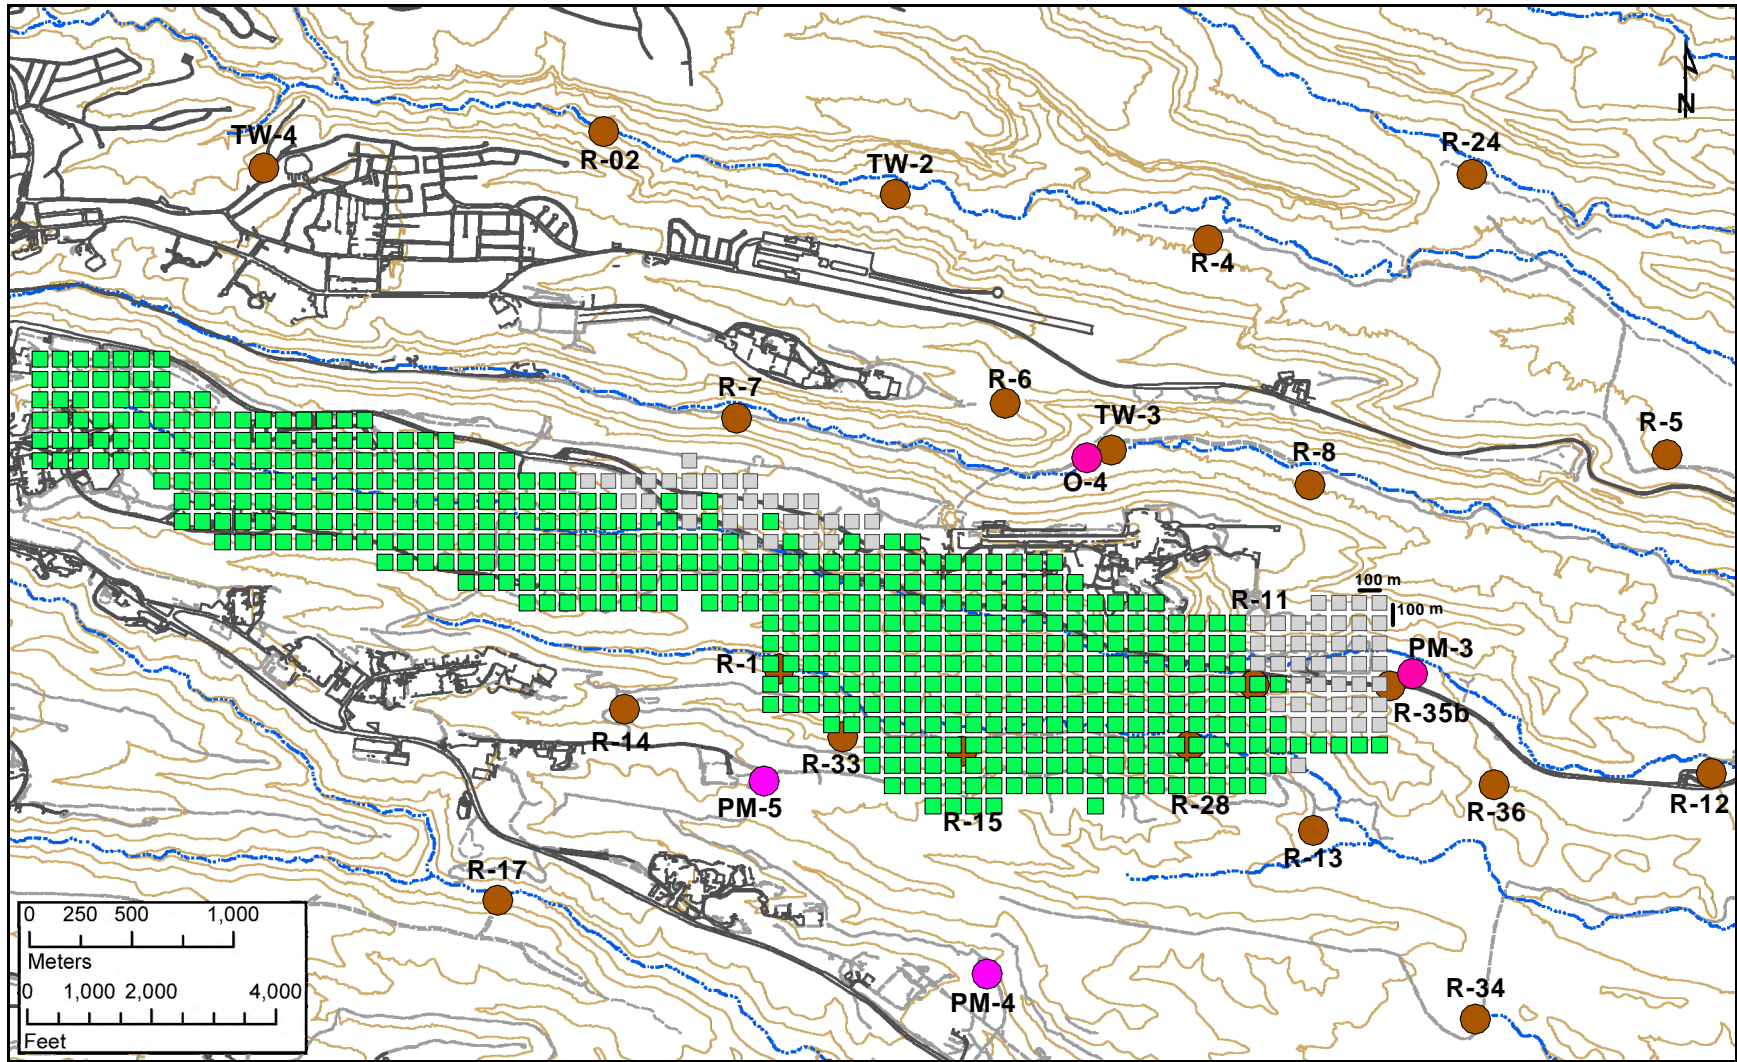 N
TW-4
R-02
TW-2
R-24
R-4
R-7
R-6
TW-3
R-5
O-4
R-8
100 m
R-11
100 m
R-1
PM-3
R-35b
R-14
R-33
PM-5
R-15
R-28
R-36
R-12
R-13
R-17
PM-4
R-34
0 250 500 1,000
Meters
0 1,000 2,000 4,000
Feet